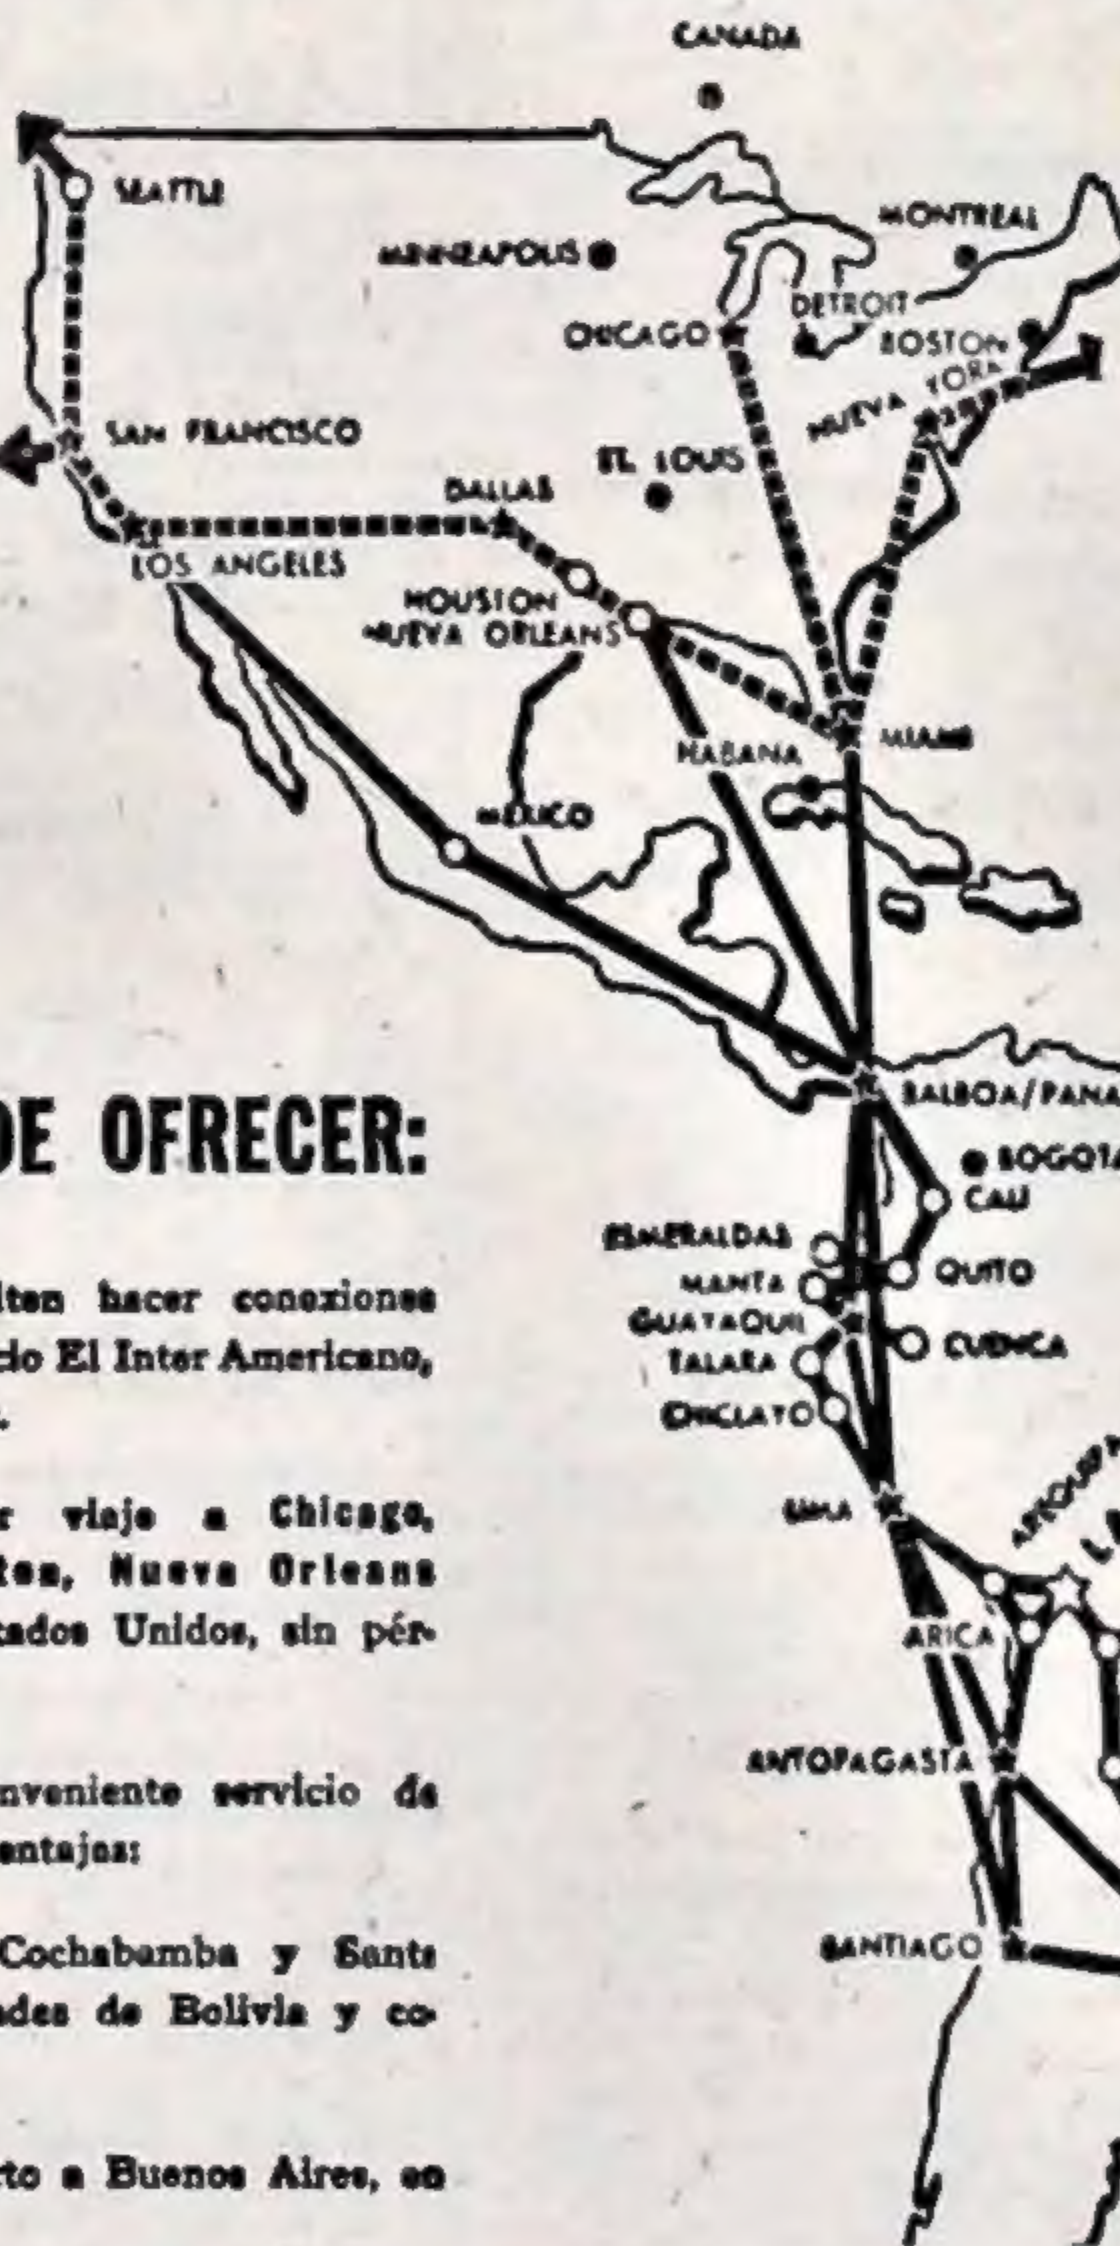 CANADA
SEATTLE
MONTREAL
MINNEAPOLIS
DETROIT
CHICAGO
BOSTON
NUEVA YORK
SAN FRANCISCO
ST. LOUIS
DALLAS
LOS ANGELES
HOUSTON
NUEVA ORLEANS
MIAMI
HABANA
MEXICO
BALBOA/PANA
DE OFRECER:
BOGOTA
CALI
ESMERALDAS
MANTA
QUITO
GUAYAQUIL
CUENCA
TALARA
CHICLAYO
iten hacer conexiones
do El Inter Americano,
r viaje a Chicago,
LIMA
AREQUIPA
ton, Nueva Orleans
tados Unidos, sin pér-
ARICA
ANTOFAGASTA
nveniente servicio de
entajas:
SANTIAGO
Cochabamba y Santa
ades de Bolivia y co-
rto a Buenos Aires, en